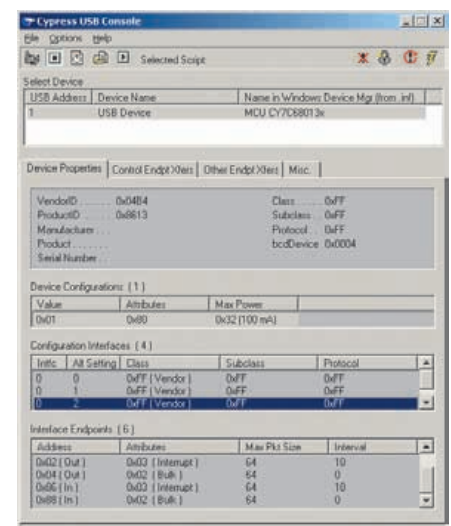 Cypress USB Console
File Options Help
Selected Script
Select Device
USB Address Device Name Name in Windows Device Mgr (from .inf)
1 USB Device MCU CY7C68013x
Device Properties Control Endpt Xfers Other Endpt Xfers Misc.
VendorID ....... 0x04B4 Class ....... 0xFF
ProductID ....... 0x8613 Subclass .. 0xFF
Manufacturer ... Protocol .. 0xFF
Product ....... bcdDevice 0x0004
Serial Number ..
Device Configurations ( 1 )
Value Attributes Max Power
0x01 0x80 0x32 (100 mA)
Configuration Interfaces ( 4 )
Intfc Alt Setting Class Subclass Protocol
0 0 0xFF ( Vendor ) 0xFF 0xFF
0 1 0xFF ( Vendor ) 0xFF 0xFF
0 2 0xFF ( Vendor ) 0xFF 0xFF
Interface Endpoints ( 6 )
Address Attributes Max Pkt Size Interval
0x02 ( Out ) 0x03 ( Interrupt ) 64 10
0x04 ( Out ) 0x02 ( Bulk ) 64 0
0x86 ( In ) 0x03 ( Interrupt ) 64 10
0x88 ( In ) 0x02 ( Bulk ) 64 0